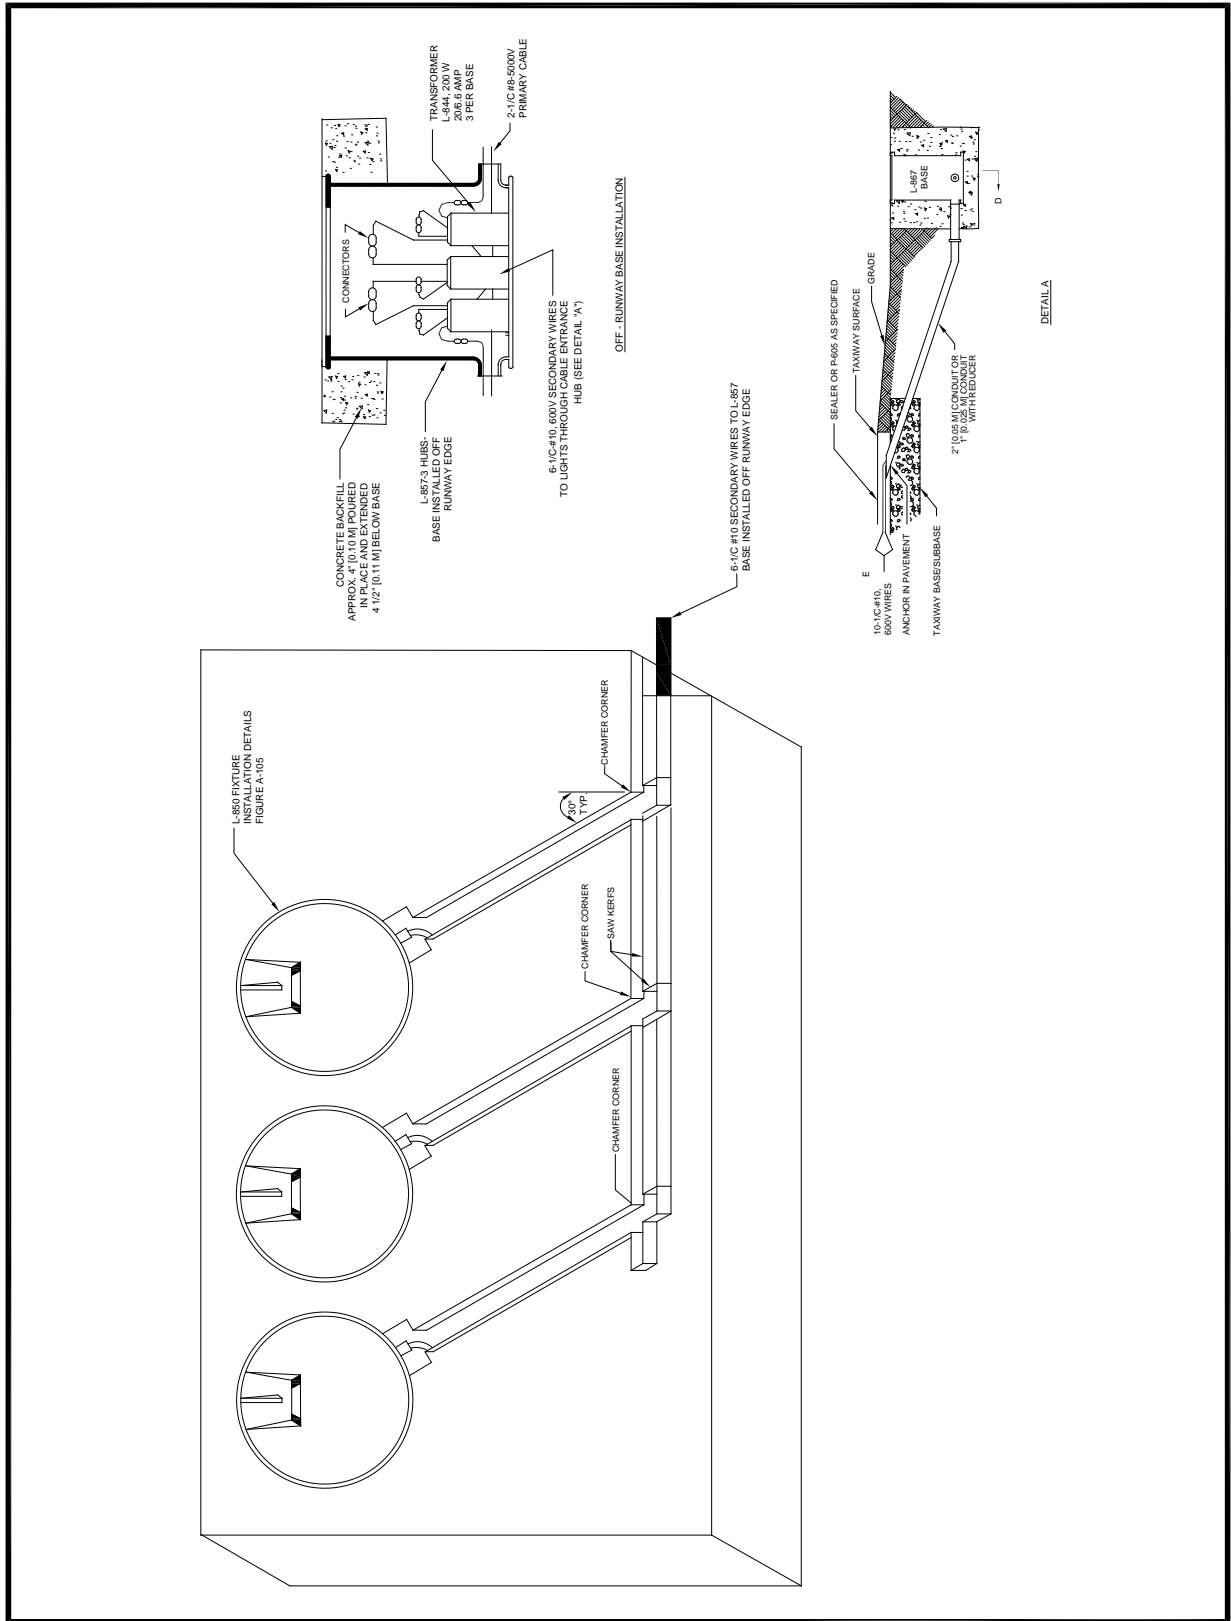 L-850 FIXTURE
INSTALLATION DETAILS
FIGURE A-105
30°
TYP.
CHAMFER CORNER
CHAMFER CORNER
SAW KERFS
CHAMFER CORNER
6-1/C #10 SECONDARY WIRES TO L-857
BASE INSTALLED OFF RUNWAY EDGE
CONCRETE BACKFILL
APPROX. 4" [0.10 M] POURED
IN PLACE AND EXTENDED
4 1/2" [0.11 M] BELOW BASE
L-857-3 HUBS-
BASE INSTALLED OFF
RUNWAY EDGE
6-1/C-#10, 600V SECONDARY WIRES
TO LIGHTS THROUGH CABLE ENTRANCE
HUB (SEE DETAIL "A")
CONNECTORS
TRANSFORMER
L-844, 200 W
20/6.6 AMP
3 PER BASE
2-1/C #8-5000V
PRIMARY CABLE
OFF - RUNWAY BASE INSTALLATION
SEALER OR P-605 AS SPECIFIED
TAXIWAY SURFACE
GRADE
L-867
BASE
D
E
10-1/C-#10,
600V WIRES
ANCHOR IN PAVEMENT
TAXIWAY BASE/SUBBASE
2" [0.05 M] CONDUIT OR
1" [0.025 M] CONDUIT
WITH REDUCER
DETAIL A